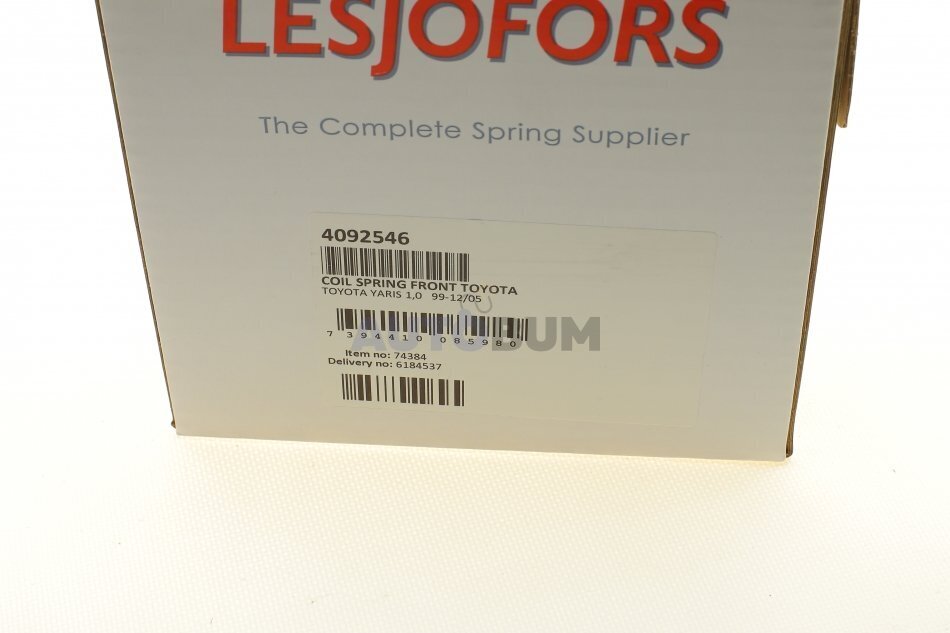 LESJOFORS
The Complete Spring Supplier
4092546
COIL SPRING FRONT TOYOTA
TOYOTA YARIS 1,0 99-12/05
AUTOBUM
7 394410 085980
Item no: 74384
Delivery no: 6184537